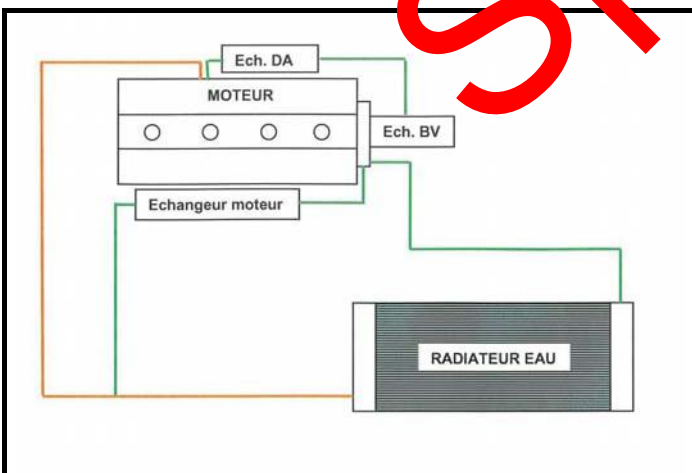 Ech. DA
MOTEUR
Ech. BV
Echangeur moteur
RADIATEUR EAU